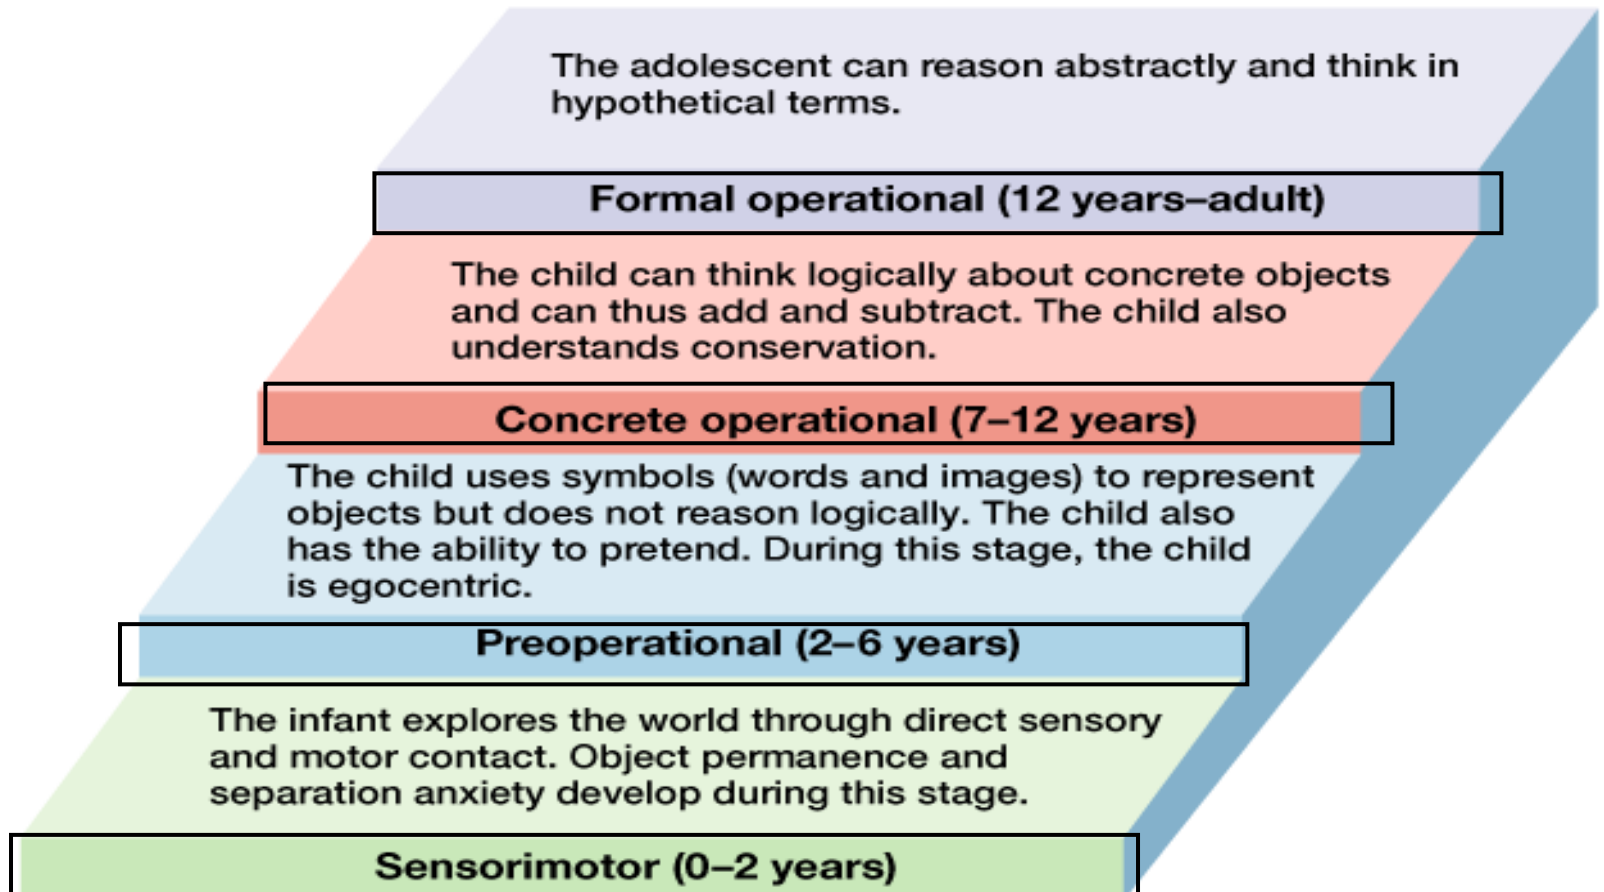 The adolescent can reason abstractly and think in
hypothetical terms.
Formal operational (12 years–adult)
The child can think logically about concrete objects
and can thus add and subtract. The child also
understands conservation.
Concrete operational (7–12 years)
The child uses symbols (words and images) to represent
objects but does not reason logically. The child also
has the ability to pretend. During this stage, the child
is egocentric.
Preoperational (2–6 years)
The infant explores the world through direct sensory
and motor contact. Object permanence and
separation anxiety develop during this stage.
Sensorimotor (0–2 years)